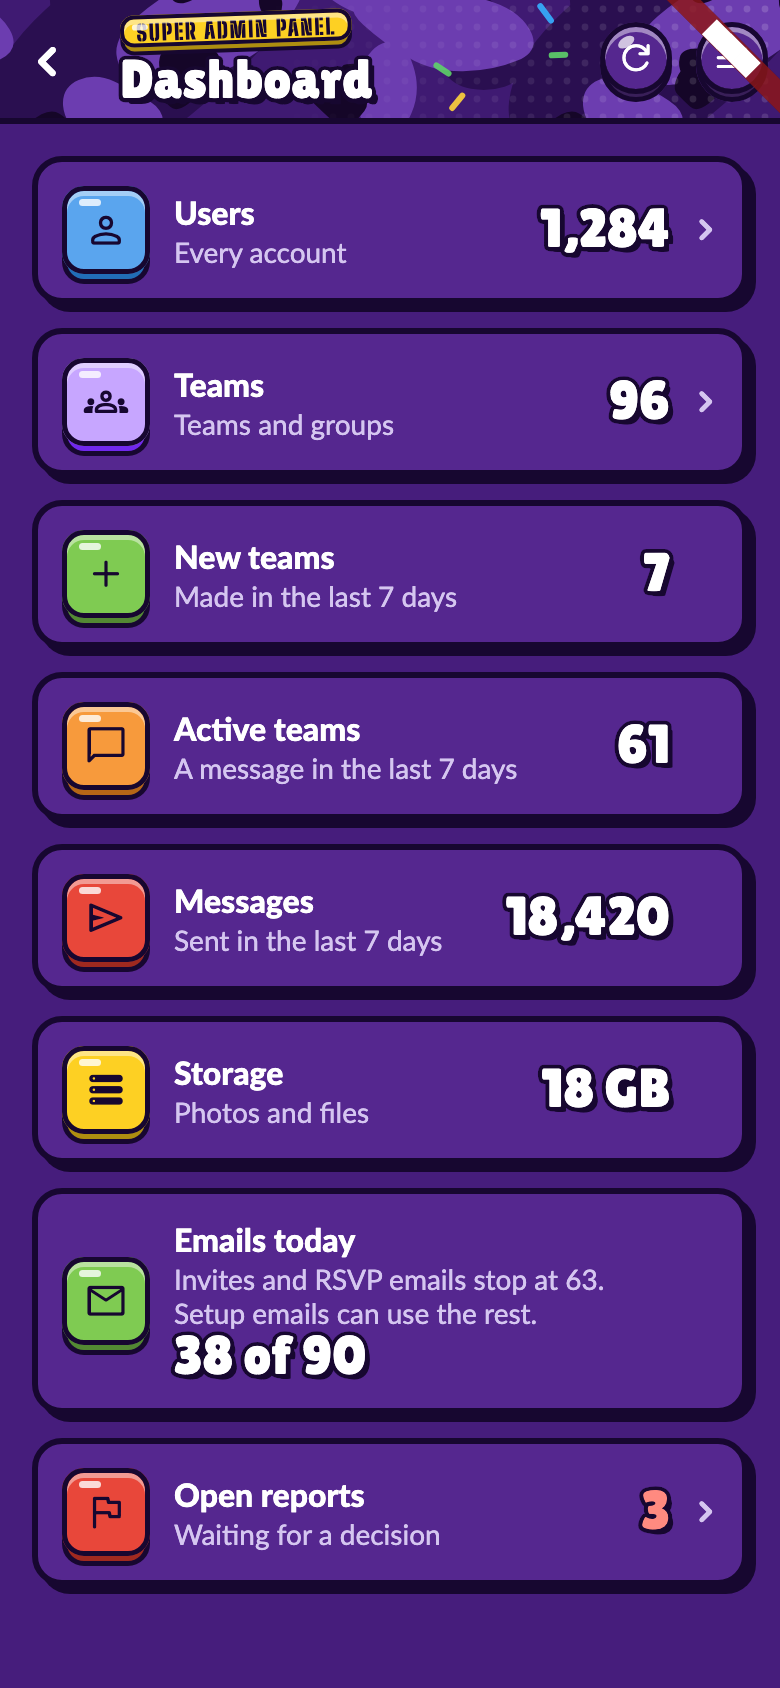 SUPER ADMIN PANEL
Dashboard
Users
Every account
1,284
Teams
Teams and groups
96
New teams
Made in the last 7 days
7
Active teams
A message in the last 7 days
61
Messages
Sent in the last 7 days
18,420
Storage
Photos and files
18 GB
Emails today
Invites and RSVP emails stop at 63.
Setup emails can use the rest.
38 of 90
Open reports
Waiting for a decision
3